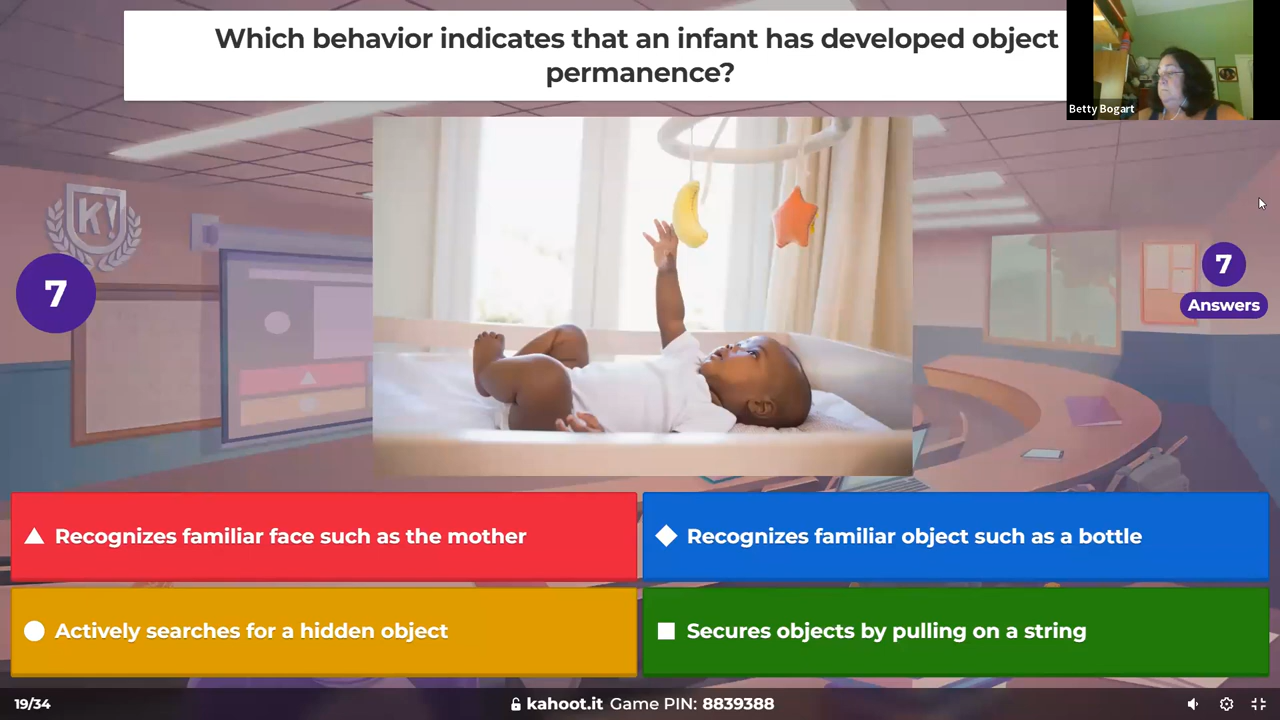 Which behavior indicates that an infant has developed object
permanence?
Betty Bogart
K!
7
7
Answers
Recognizes familiar face such as the mother
Recognizes familiar object such as a bottle
Actively searches for a hidden object
Secures objects by pulling on a string
19/34
kahoot.it Game PIN: 8839388